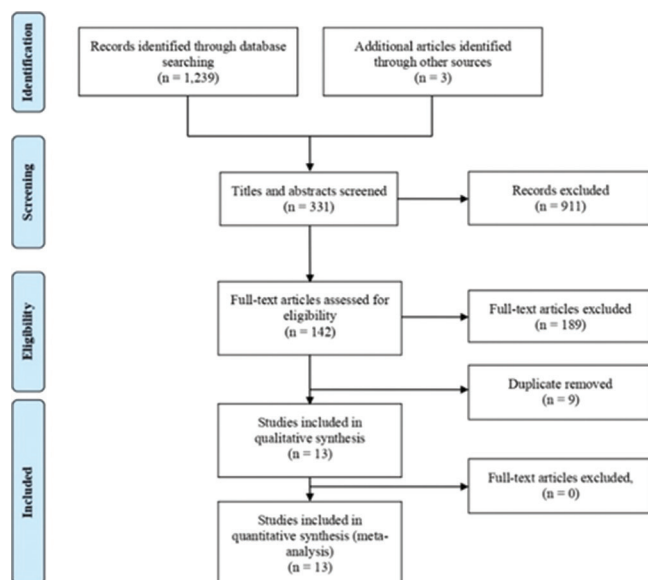 Identification
Records identified through database
searching
(n = 1,239)
Additional articles identified
through other sources
(n = 3)
Screening
Titles and abstracts screened
(n = 331)
Records excluded
(n = 911)
Eligibility
Full-text articles assessed for
eligibility
(n = 142)
Full-text articles excluded
(n = 189)
Duplicate removed
(n = 9)
Included
Studies included in
qualitative synthesis
(n = 13)
Full-text articles excluded,
(n = 0)
Studies included in
quantitative synthesis (meta-
analysis)
(n = 13)